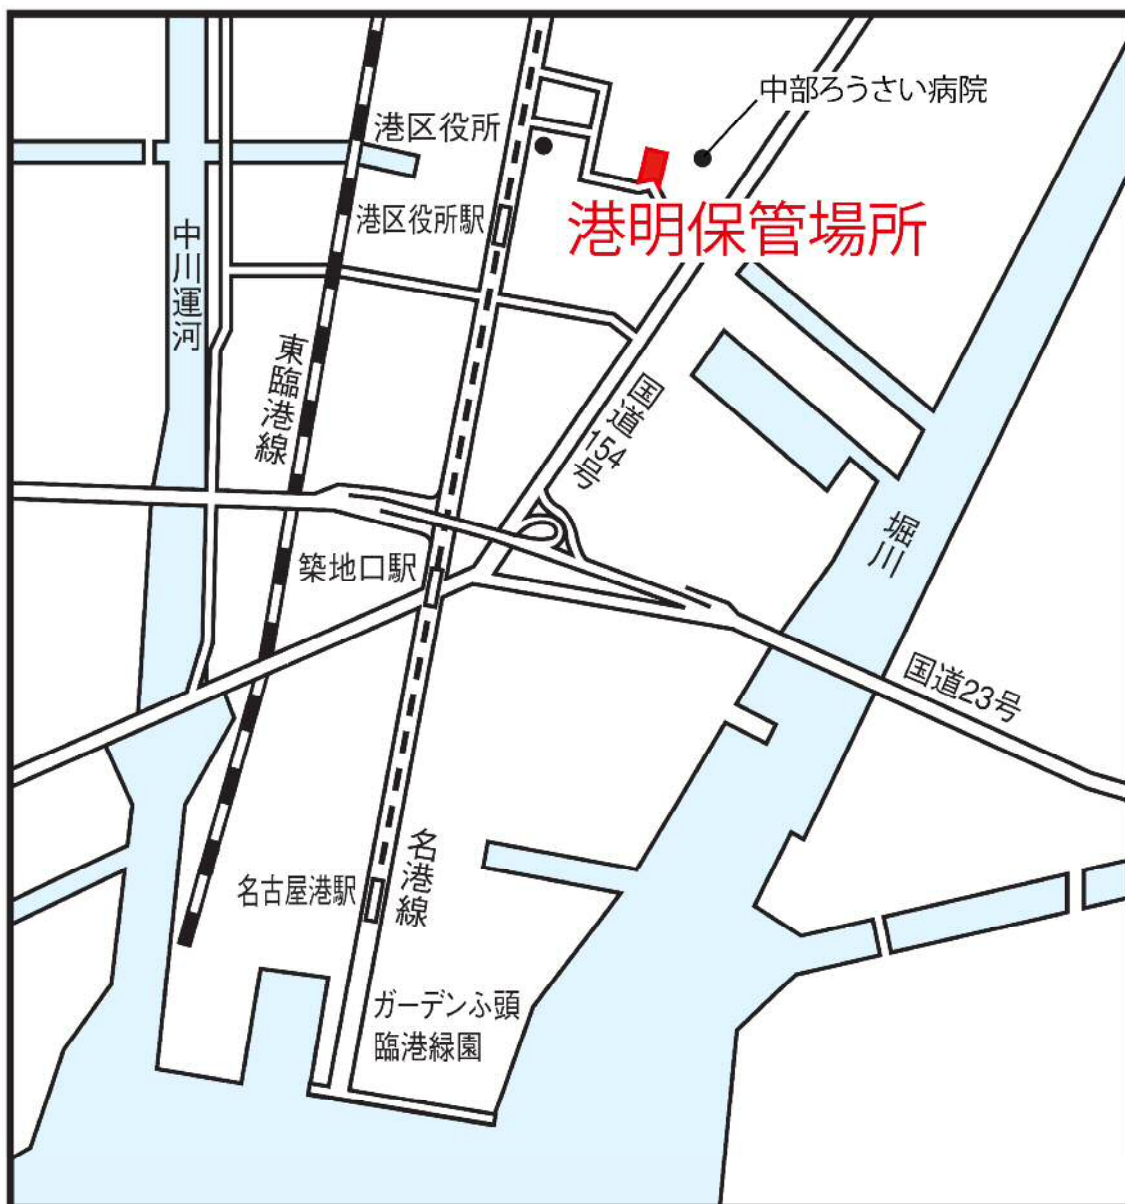 中部ろうさい病院
港区役所
港区役所駅
港明保管場所
中川運河
東臨港線
国道154号
堀川
築地口駅
国道23号
名港線
名古屋港駅
ガーデンふ頭
臨港緑園